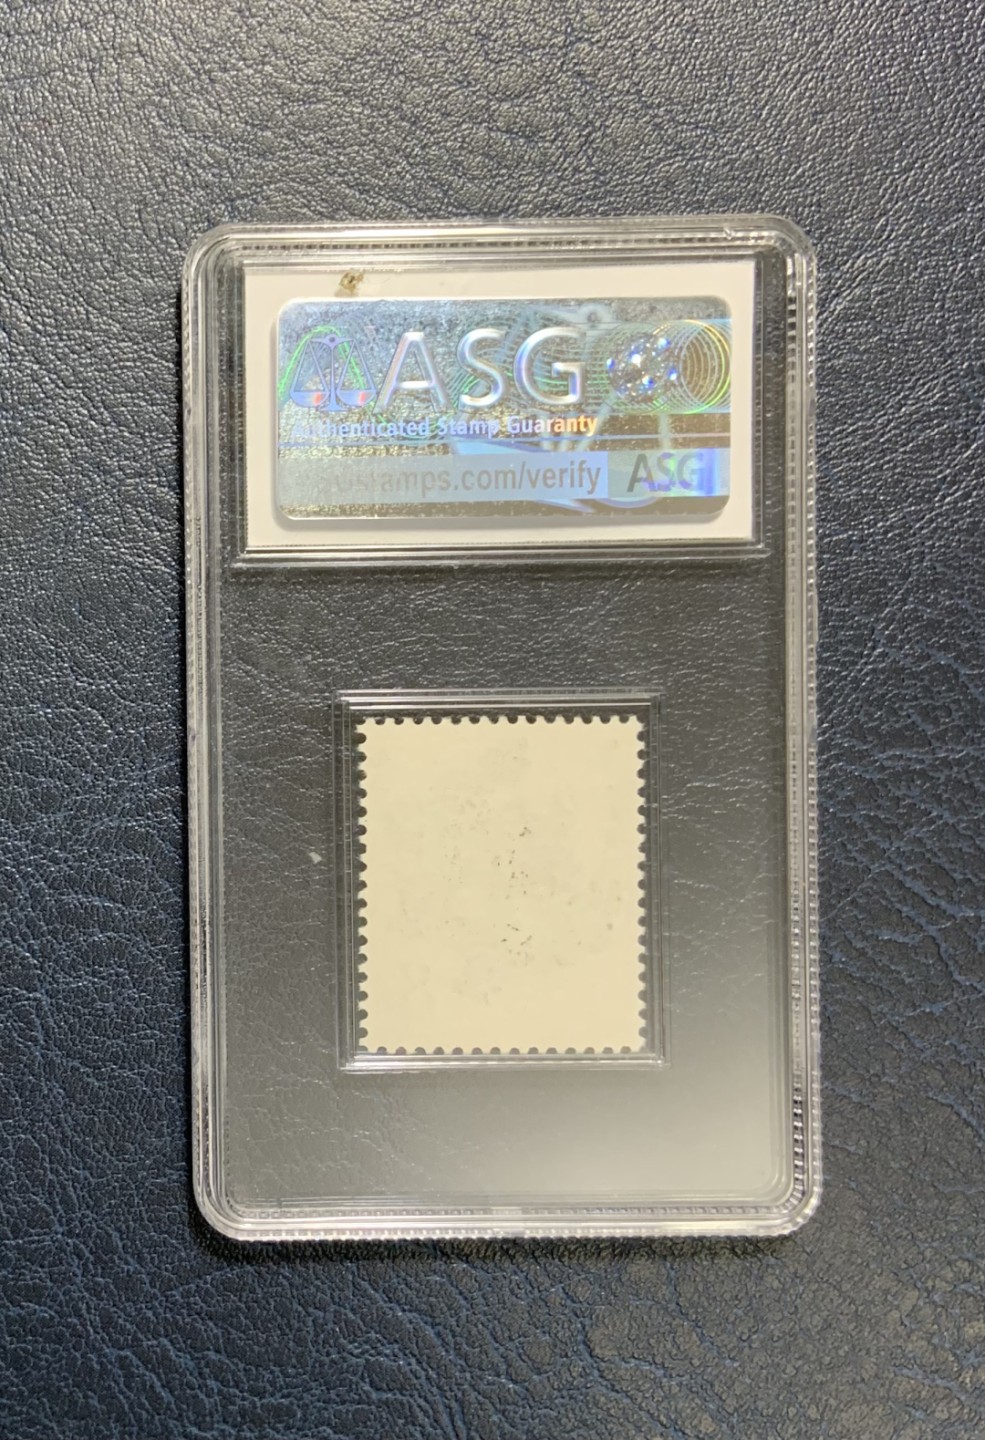 ASG
Authenticated Stamp Guaranty
stamps.com/verify ASG